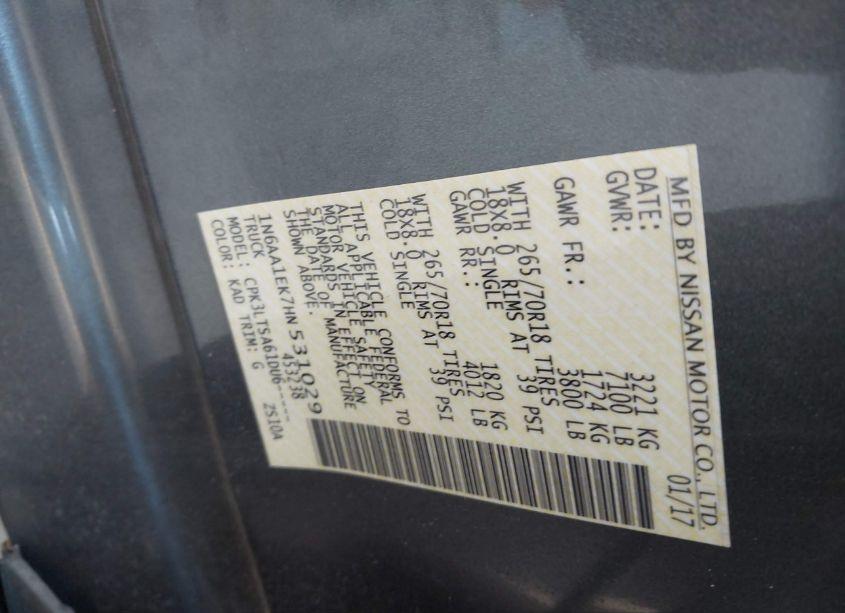 MFD BY NISSAN MOTOR CO., LTD.
DATE: 01/17
GVWR: 3221 KG
7100 LB
GAWR FR.: 1724 KG
3800 LB
WITH 265/70R18 TIRES
18X8.0 RIMS AT 39 PSI
COLD SINGLE
GAWR RR.: 1820 KG
4012 LB
WITH 265/70R18 TIRES
18X8.0 RIMS AT 39 PSI
COLD SINGLE
THIS VEHICLE CONFORMS TO
ALL APPLICABLE FEDERAL
MOTOR VEHICLE SAFETY
STANDARDS IN EFFECT ON
THE DATE OF MANUFACTURE
SHOWN ABOVE.
1N6AA1EK7HN531029
TRUCK 453238
MODEL: CPK3LTSA61DU6-----
COLOR: KAD TRIM: G 2S10A